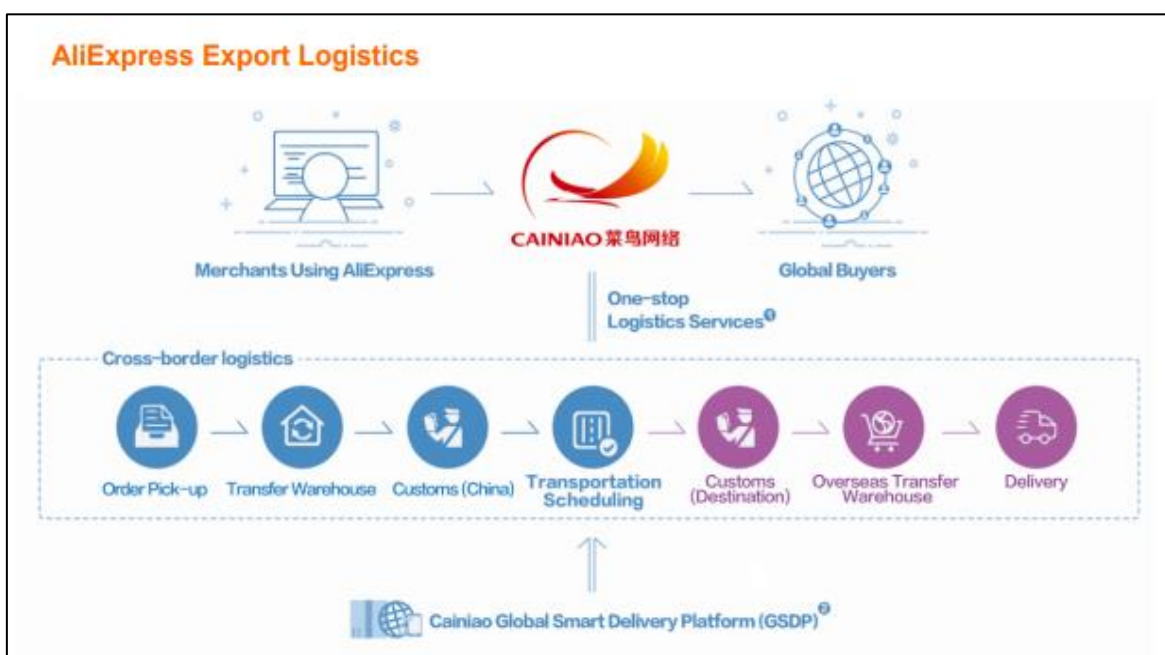 AliExpress Export Logistics
CAINIAO 菜鸟网络
Merchants Using AliExpress
Global Buyers
One-stop
Logistics Services❶
Cross-border logistics
Order Pick-up
Transfer Warehouse
Customs (China)
Transportation
Scheduling
Customs
(Destination)
Overseas Transfer
Warehouse
Delivery
Cainiao Global Smart Delivery Platform (GSDP)❷